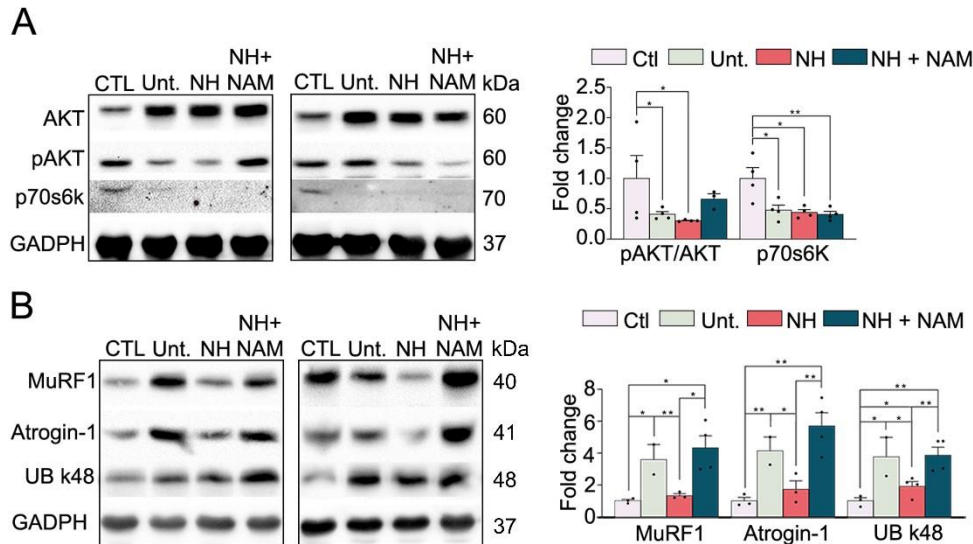 A
NH+ NH+
CTL Unt. NH NAM CTL Unt. NH NAM kDa
AKT 60
pAKT 60
p70s6k 70
GADPH 37
Ctl Unt. NH NH + NAM
Fold change
2.5
2.0
1.5
1.0
0.5
0.0
* * ** * *
pAKT/AKT p70s6K
B
NH+ NH+
CTL Unt. NH NAM CTL Unt. NH NAM kDa
MuRF1 40
Atrogin-1 41
UB k48 48
GADPH 37
Ctl Unt. NH NH + NAM
Fold change
8
6
4
2
0
* * ** *
** ** * **
** * ** * *
MuRF1 Atrogin-1 UB k48